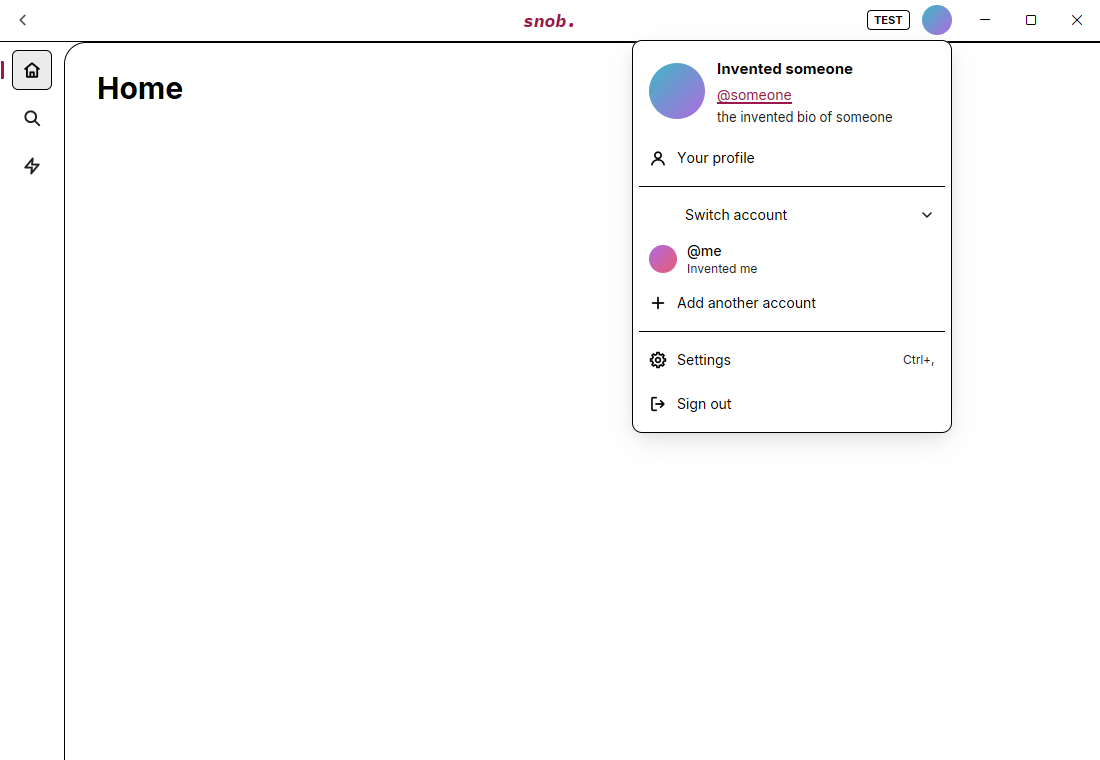 snob.
TEST
Home
Invented someone
@someone
the invented bio of someone
Your profile
Switch account
@me
Invented me
Add another account
Settings
Ctrl+,
Sign out